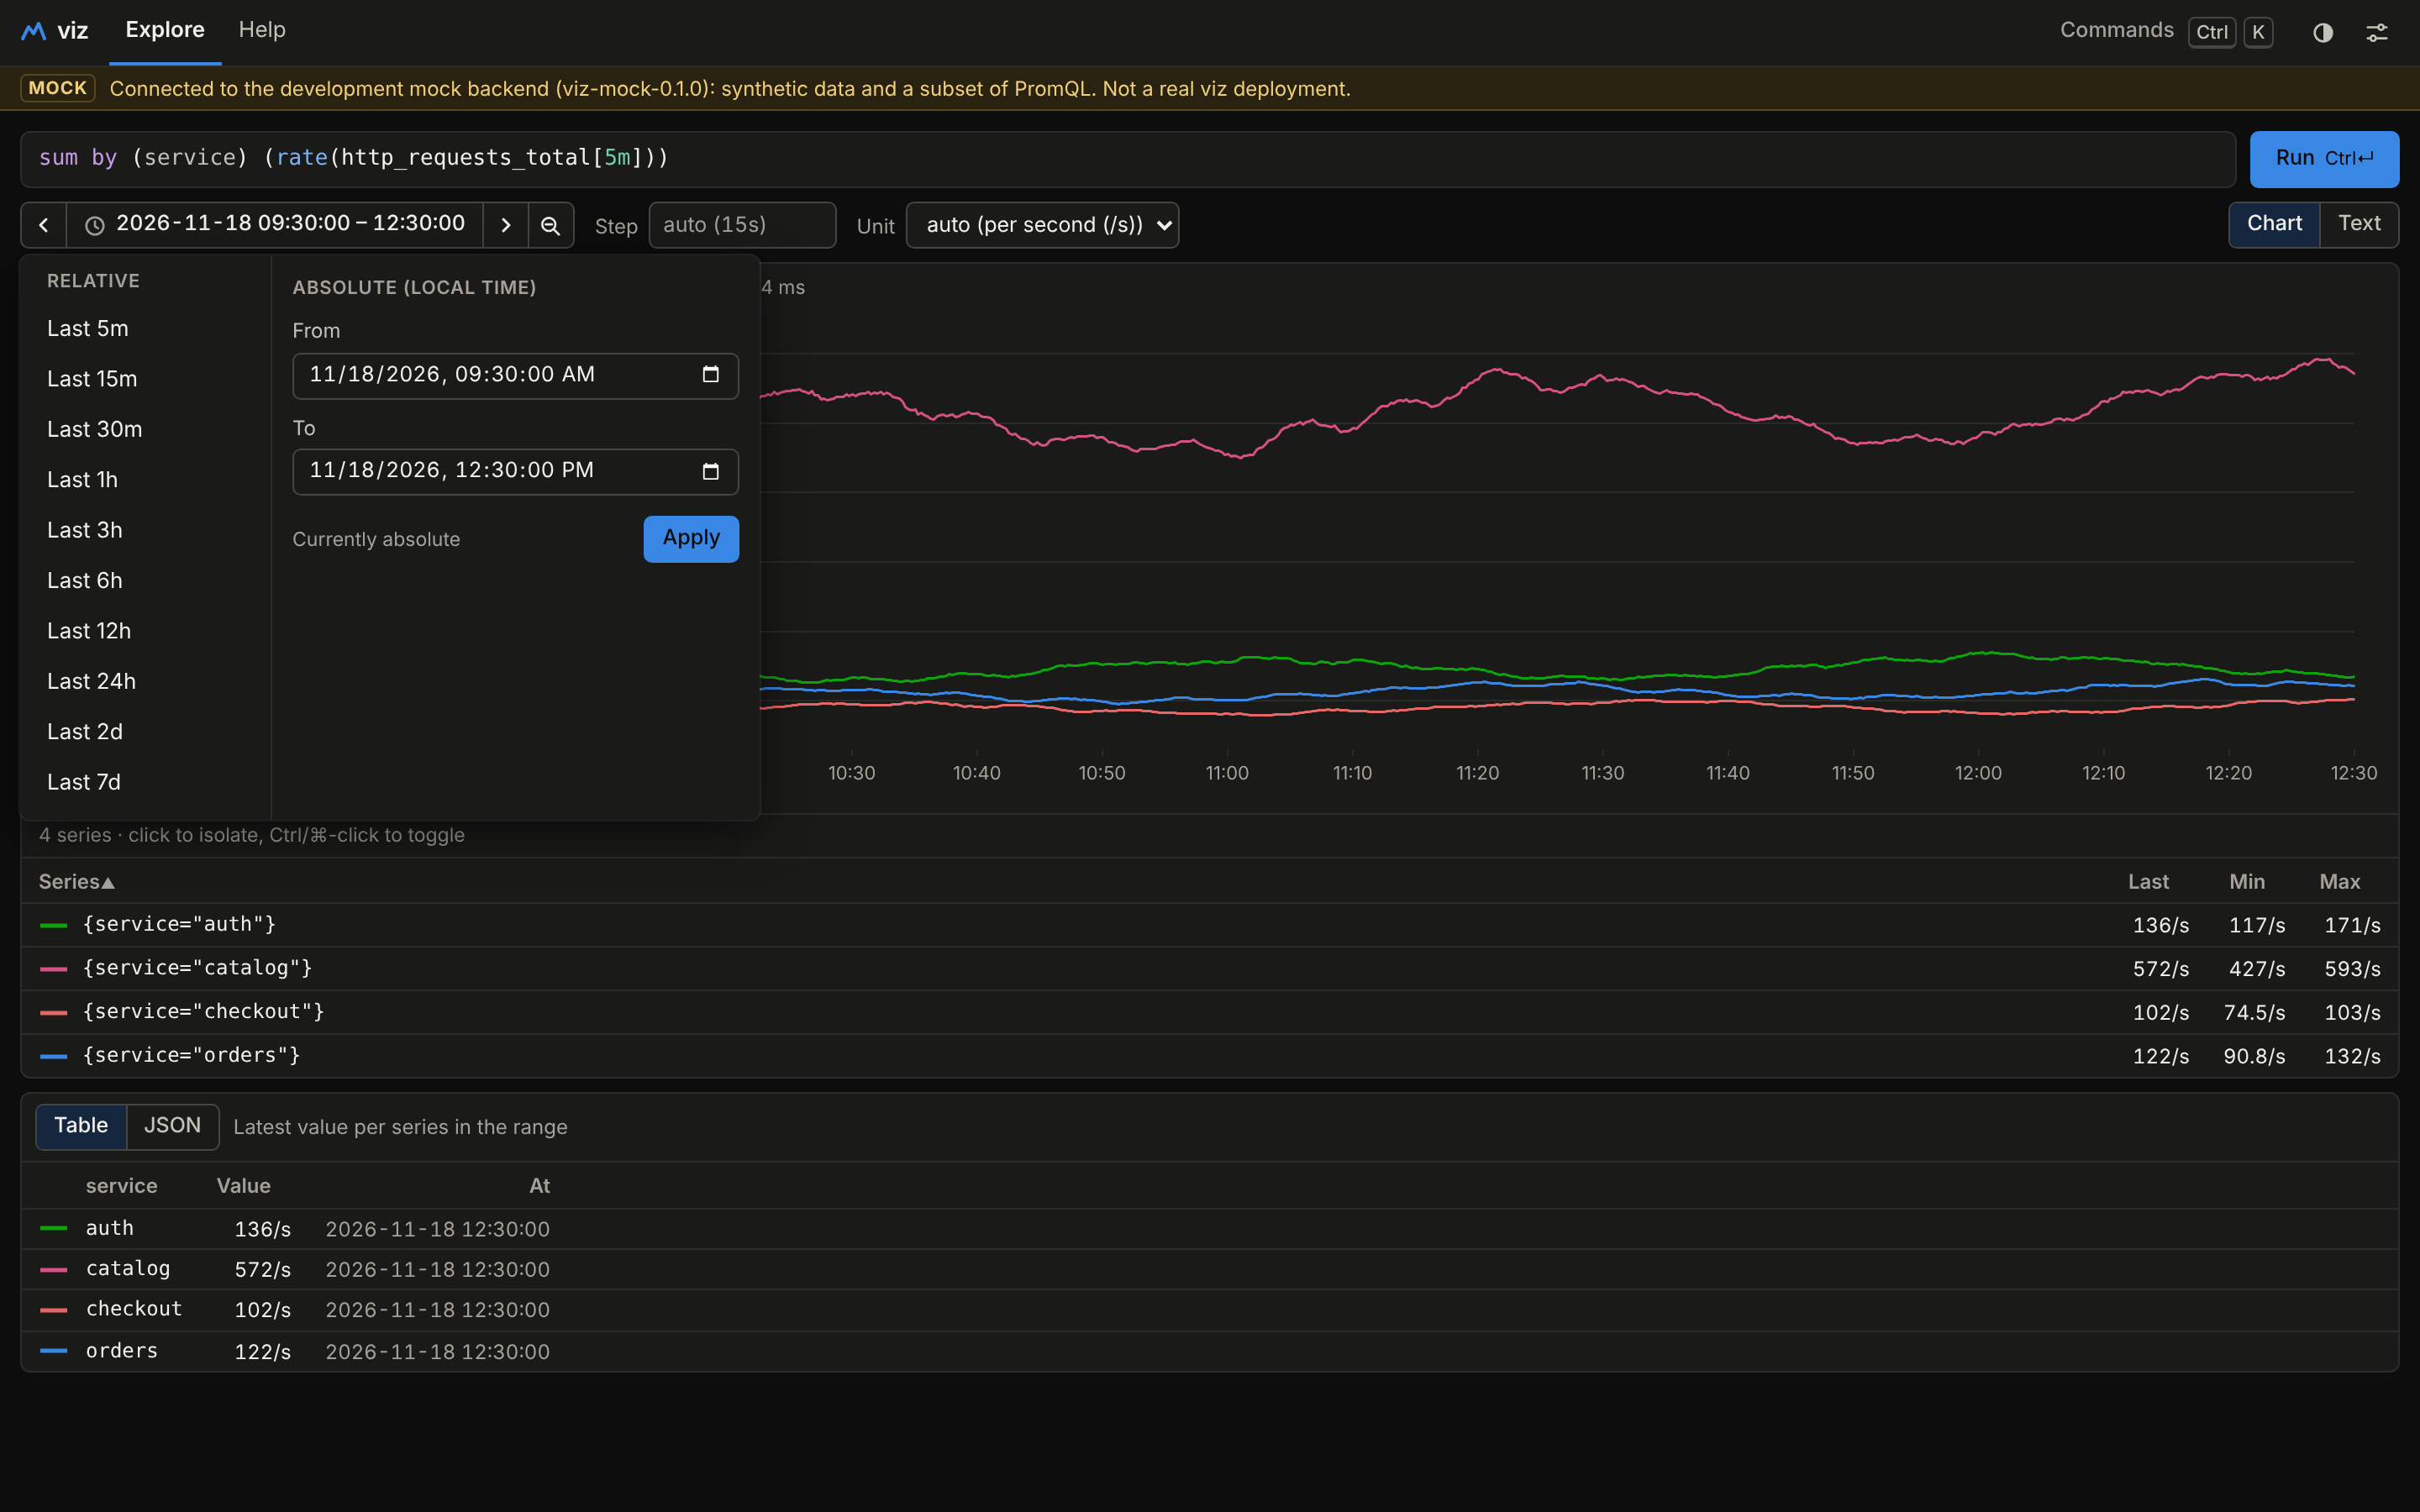 viz Explore Help Commands Ctrl K
MOCK Connected to the development mock backend (viz-mock-0.1.0): synthetic data and a subset of PromQL. Not a real viz deployment.
sum by (service) (rate(http_requests_total[5m]))
Run Ctrl↵
2026-11-18 09:30:00 – 12:30:00 Step auto (15s) Unit auto (per second (/s)) Chart Text
RELATIVE
Last 5m
Last 15m
Last 30m
Last 1h
Last 3h
Last 6h
Last 12h
Last 24h
Last 2d
Last 7d
ABSOLUTE (LOCAL TIME)
From
11/18/2026, 09:30:00 AM
To
11/18/2026, 12:30:00 PM
Currently absolute Apply
4 ms
10:30 10:40 10:50 11:00 11:10 11:20 11:30 11:40 11:50 12:00 12:10 12:20 12:30
4 series · click to isolate, Ctrl/⌘-click to toggle
Series▲ Last Min Max
{service="auth"} 136/s 117/s 171/s
{service="catalog"} 572/s 427/s 593/s
{service="checkout"} 102/s 74.5/s 103/s
{service="orders"} 122/s 90.8/s 132/s
Table JSON Latest value per series in the range
service Value At
auth 136/s 2026-11-18 12:30:00
catalog 572/s 2026-11-18 12:30:00
checkout 102/s 2026-11-18 12:30:00
orders 122/s 2026-11-18 12:30:00